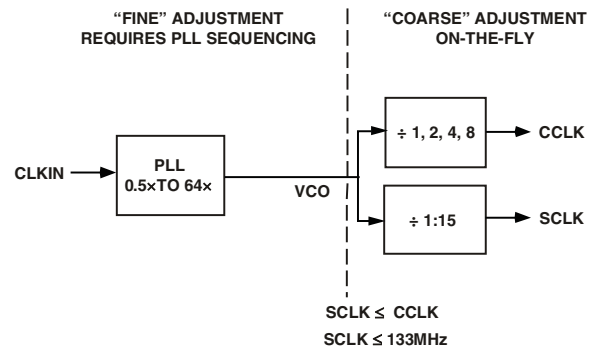 “FINE” ADJUSTMENT
REQUIRES PLL SEQUENCING
“COARSE” ADJUSTMENT
ON-THE-FLY
CLKIN
PLL
0.5×TO 64×
VCO
÷ 1, 2, 4, 8
CCLK
÷ 1:15
SCLK
SCLK ≤ CCLK
SCLK ≤ 133MHz